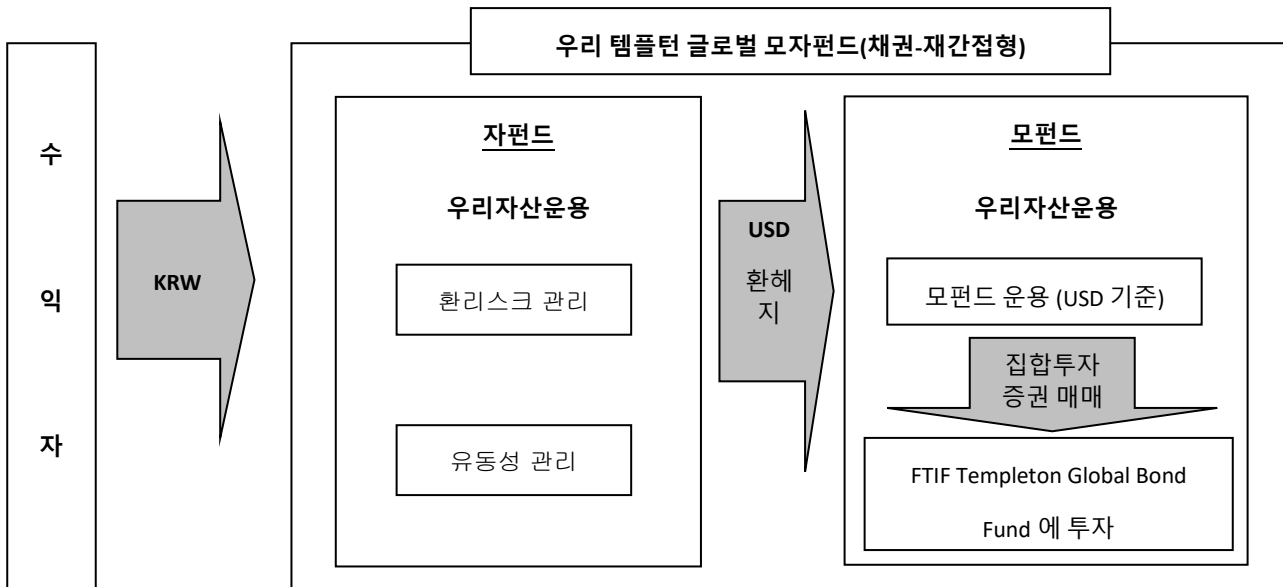 우리 템플턴 글로벌 모자펀드(채권-재간접형)
수
익
자
KRW
자펀드
우리자산운용
환리스크 관리
유동성 관리
USD
환헤
지
모펀드
우리자산운용
모펀드 운용 (USD 기준)
집합투자
증권 매매
FTIF Templeton Global Bond
Fund 에 투자